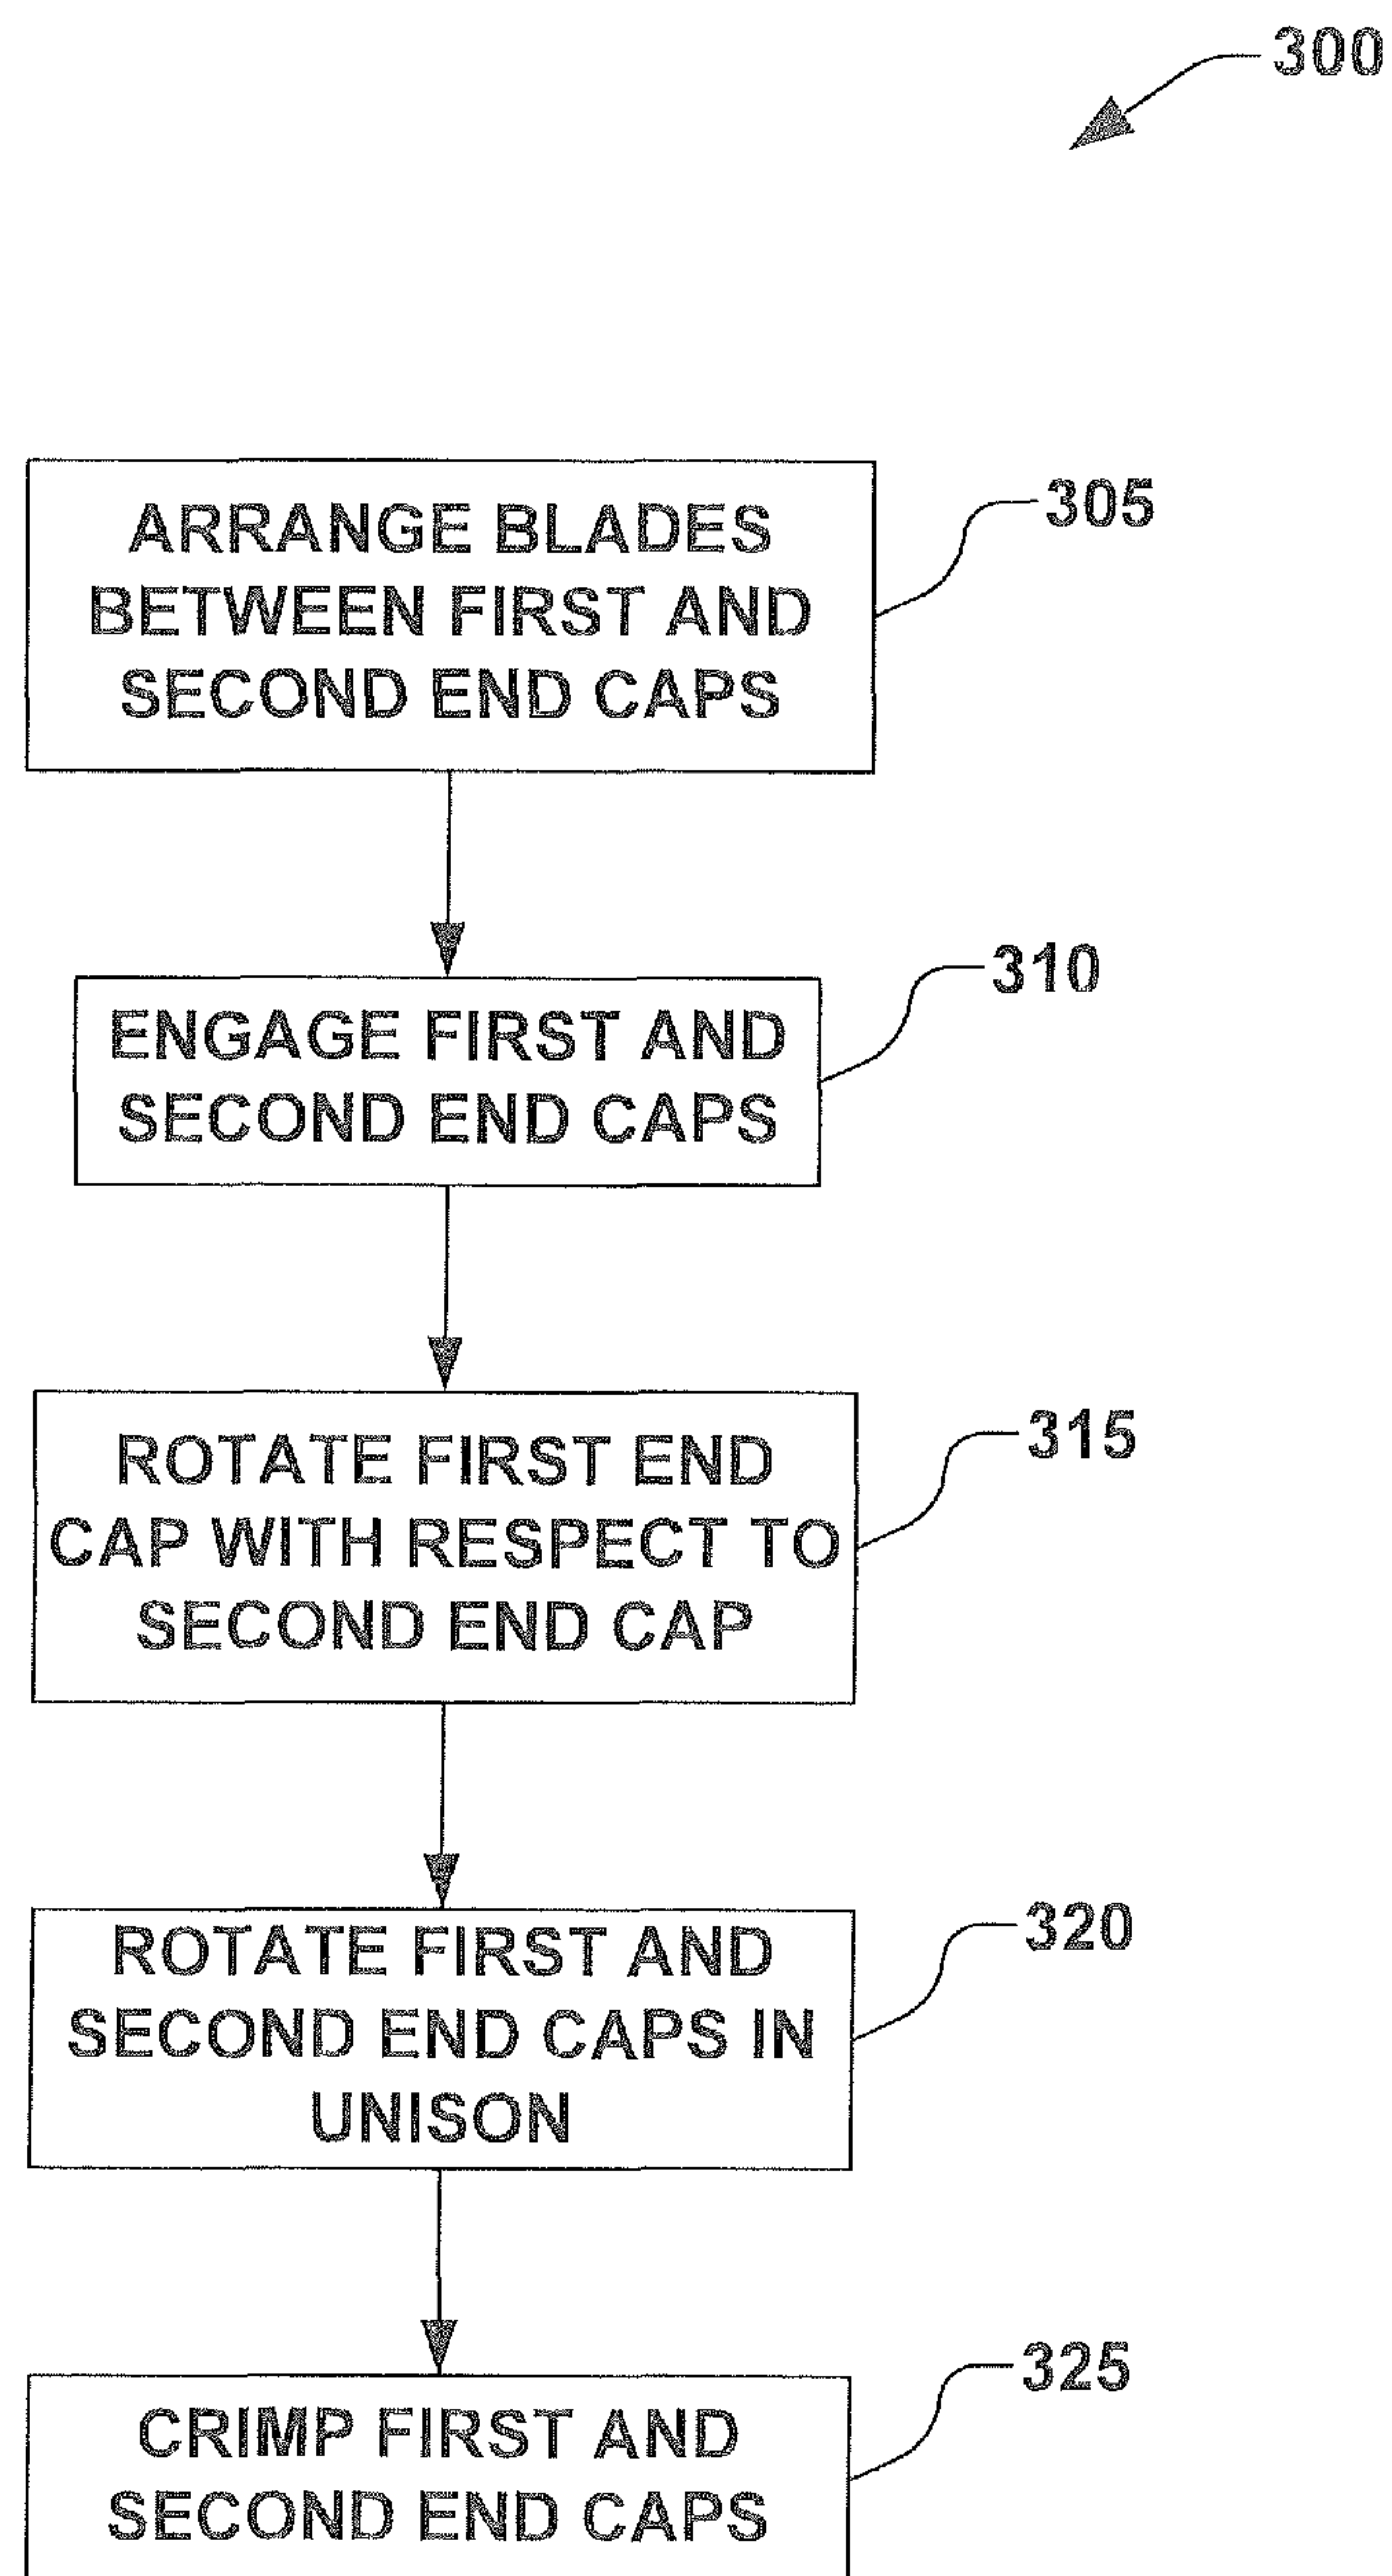 300
ARRANGE BLADES
BETWEEN FIRST AND
SECOND END CAPS
305
ENGAGE FIRST AND
SECOND END CAPS
310
ROTATE FIRST END
CAP WITH RESPECT TO
SECOND END CAP
315
ROTATE FIRST AND
SECOND END CAPS IN
UNISON
320
CRIMP FIRST AND
SECOND END CAPS
325